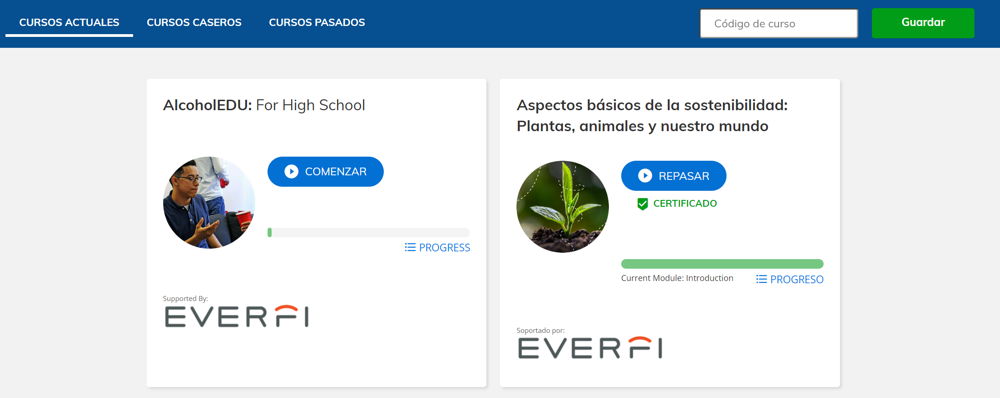 CURSOS ACTUALES
CURSOS CASEROS
CURSOS PASADOS
Código de curso
Guardar
AlcoholEDU: For High School
COMENZAR
PROGRESS
Supported By:
EVERFI
Aspectos básicos de la sostenibilidad:
Plantas, animales y nuestro mundo
REPASAR
CERTIFICADO
Current Module: Introduction
PROGRESO
Soportado por:
EVERFI